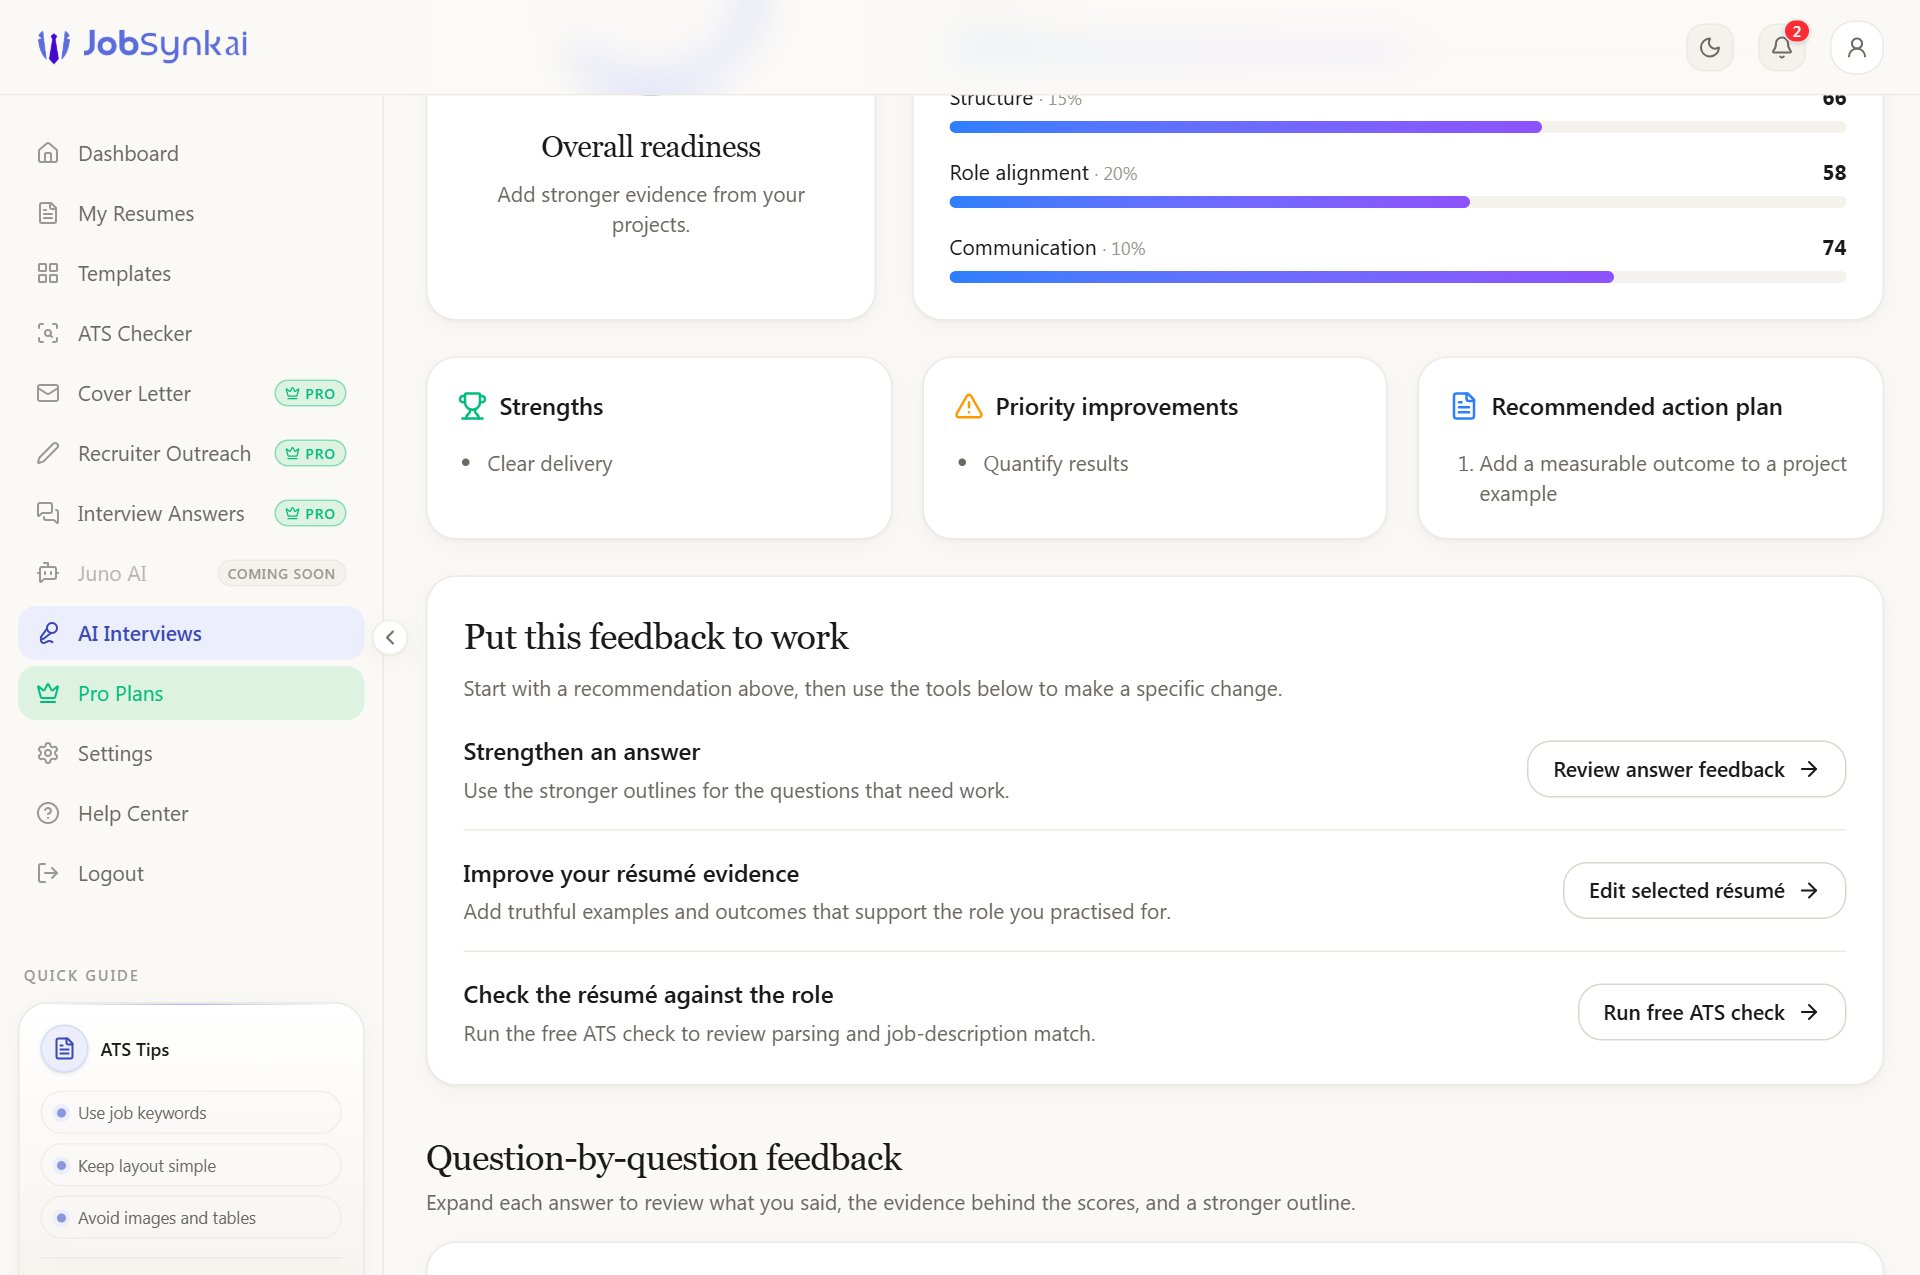 JobSynkai
2
Dashboard
My Resumes
Templates
ATS Checker
Cover Letter
PRO
Recruiter Outreach
PRO
Interview Answers
PRO
Juno AI
COMING SOON
AI Interviews
Pro Plans
Settings
Help Center
Logout
QUICK GUIDE
ATS Tips
Use job keywords
Keep layout simple
Avoid images and tables
Overall readiness
Add stronger evidence from your
projects.
Structure · 15%
66
Role alignment · 20%
58
Communication · 10%
74
Strengths
• Clear delivery
Priority improvements
• Quantify results
Recommended action plan
1. Add a measurable outcome to a project
example
Put this feedback to work
Start with a recommendation above, then use the tools below to make a specific change.
Strengthen an answer
Use the stronger outlines for the questions that need work.
Review answer feedback →
Improve your résumé evidence
Add truthful examples and outcomes that support the role you practised for.
Edit selected résumé →
Check the résumé against the role
Run the free ATS check to review parsing and job-description match.
Run free ATS check →
Question-by-question feedback
Expand each answer to review what you said, the evidence behind the scores, and a stronger outline.